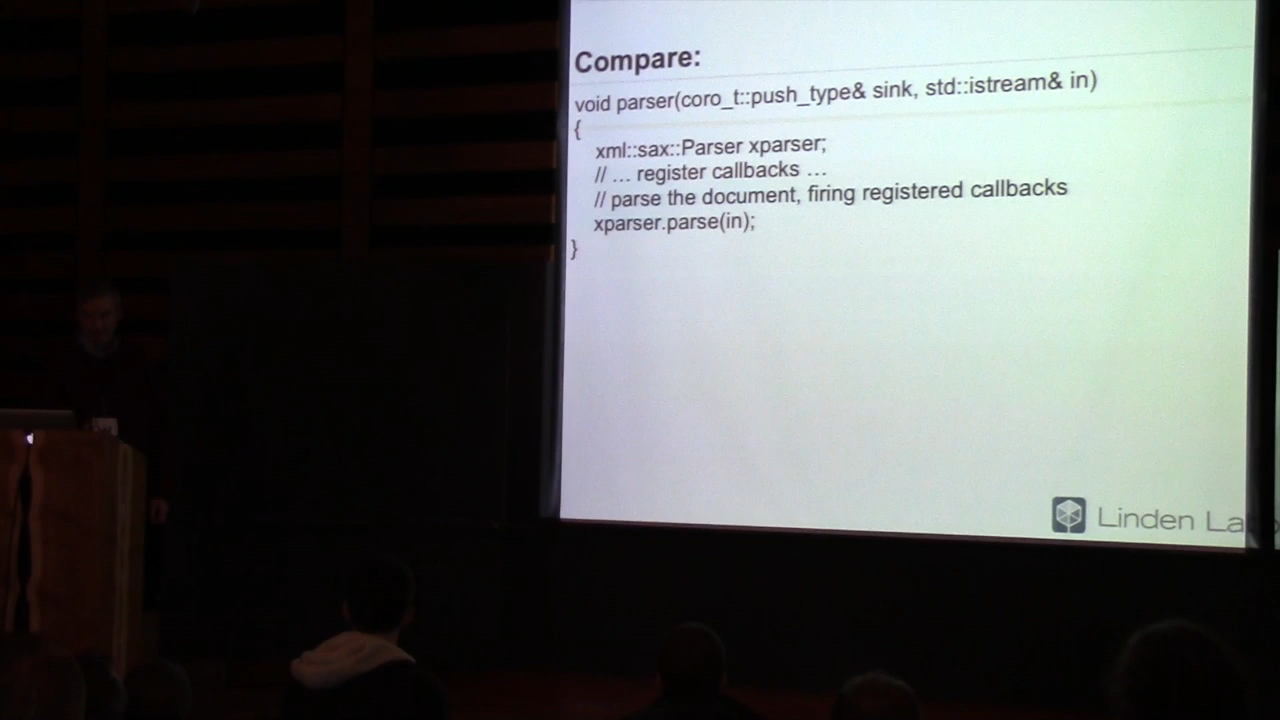 Compare:
void parser(coro_t::push_type& sink, std::istream& in)
{
xml::sax::Parser xparser;
// ... register callbacks ...
// parse the document, firing registered callbacks
xparser.parse(in);
}
Linden Lab